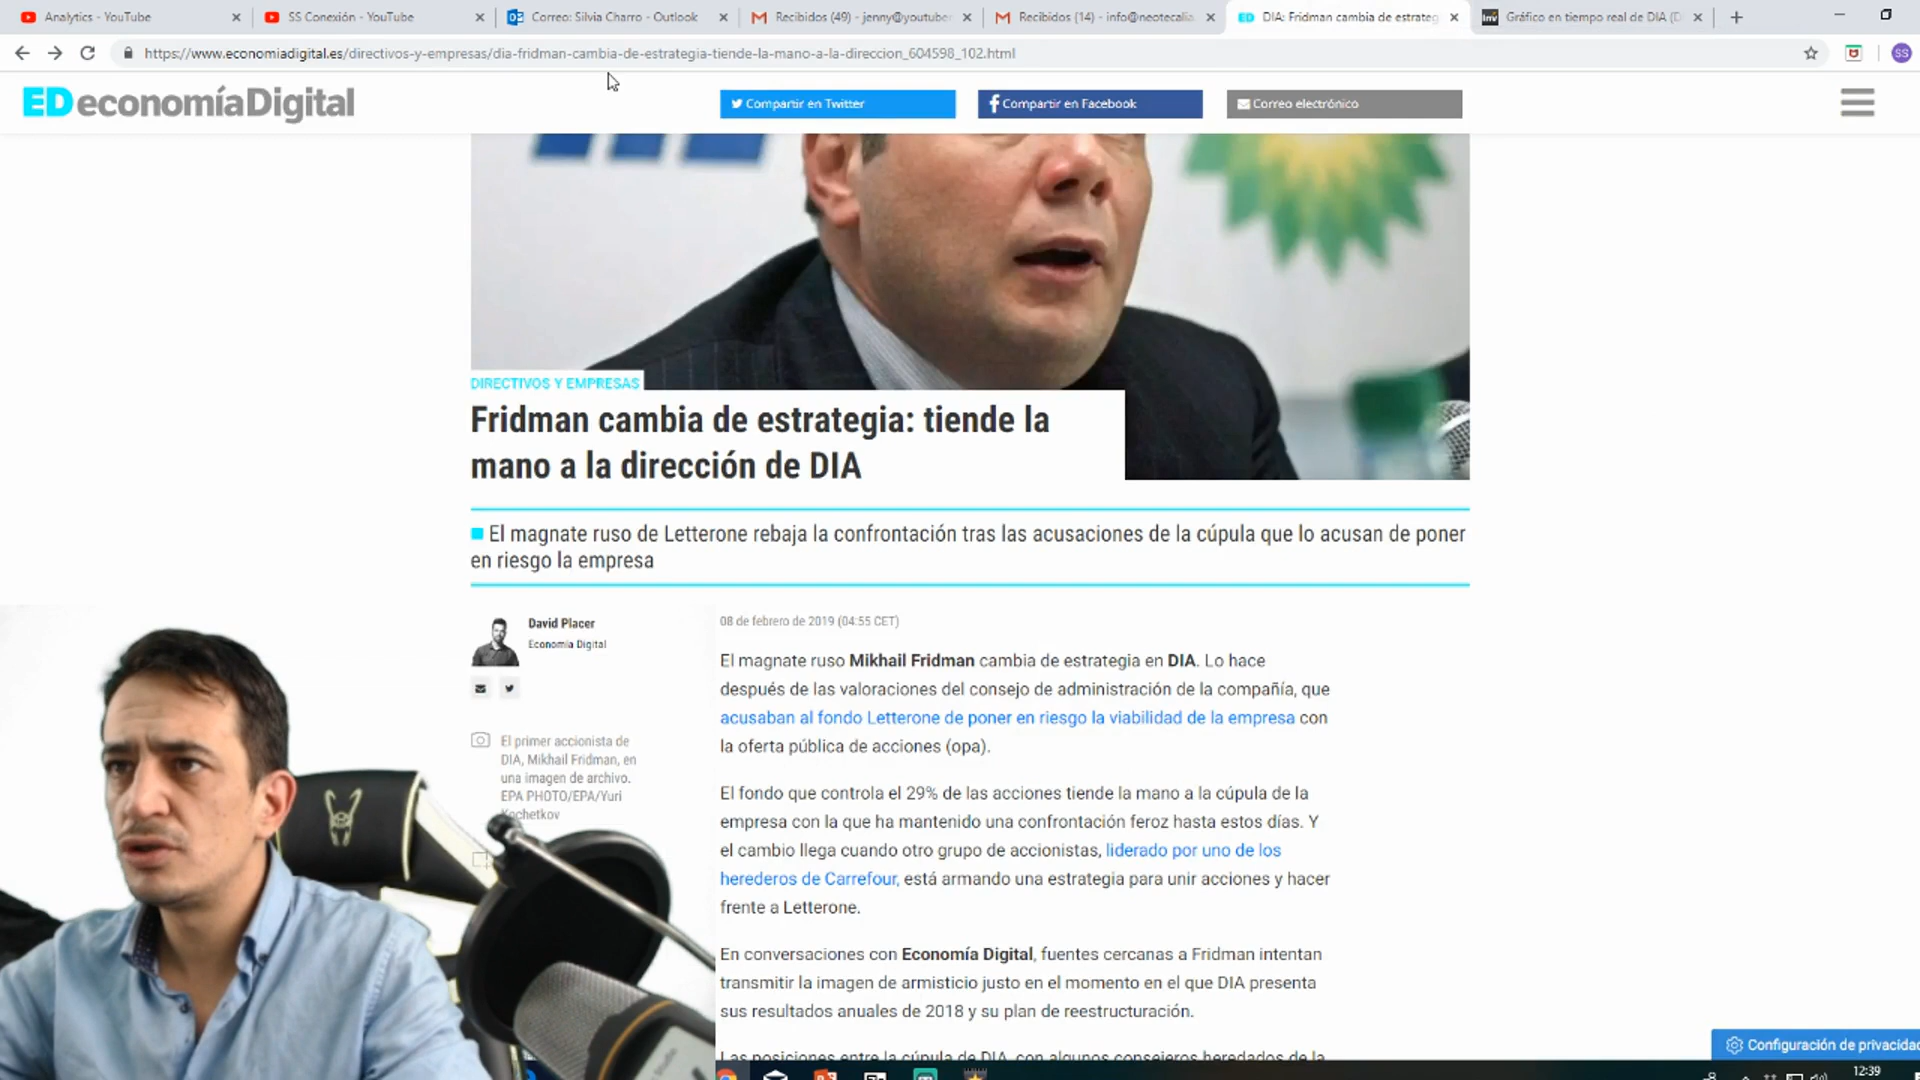 Analytics - YouTube
SS Conexión - YouTube
Correo: Silvia Charro - Outlook
Recibidos (49) - jenny@youtube
Recibidos (14) - info@neotecalia
DIA: Fridman cambia de estrateg
Inv
Gráfico en tiempo real de DIA (D
https://www.economiadigital.es/directivos-y-empresas/dia-fridman-cambia-de-estrategia-tiende-la-mano-a-la-direccion_604598_102.html
SS
ED economíaDigital
Compartir en Twitter
Compartir en Facebook
Correo electrónico
DIRECTIVOS Y EMPRESAS
Fridman cambia de estrategia: tiende la
mano a la dirección de DIA
El magnate ruso de Letterone rebaja la confrontación tras las acusaciones de la cúpula que lo acusan de poner
en riesgo la empresa
David Placer
Economía Digital
El primer accionista de
DIA, Mikhail Fridman, en
una imagen de archivo.
EPA PHOTO/EPA/Yuri
Kochetkov
08 de febrero de 2019 (04:55 CET)
El magnate ruso Mikhail Fridman cambia de estrategia en DIA. Lo hace
después de las valoraciones del consejo de administración de la compañía, que
acusaban al fondo Letterone de poner en riesgo la viabilidad de la empresa con
la oferta pública de acciones (opa).
El fondo que controla el 29% de las acciones tiende la mano a la cúpula de la
empresa con la que ha mantenido una confrontación feroz hasta estos días. Y
el cambio llega cuando otro grupo de accionistas, liderado por uno de los
herederos de Carrefour, está armando una estrategia para unir acciones y hacer
frente a Letterone.
En conversaciones con Economía Digital, fuentes cercanas a Fridman intentan
transmitir la imagen de armisticio justo en el momento en el que DIA presenta
sus resultados anuales de 2018 y su plan de reestructuración.
Las posiciones entre la cúpula de DIA, con algunos consejeros heredados de la
Configuración de privacidad
12:39